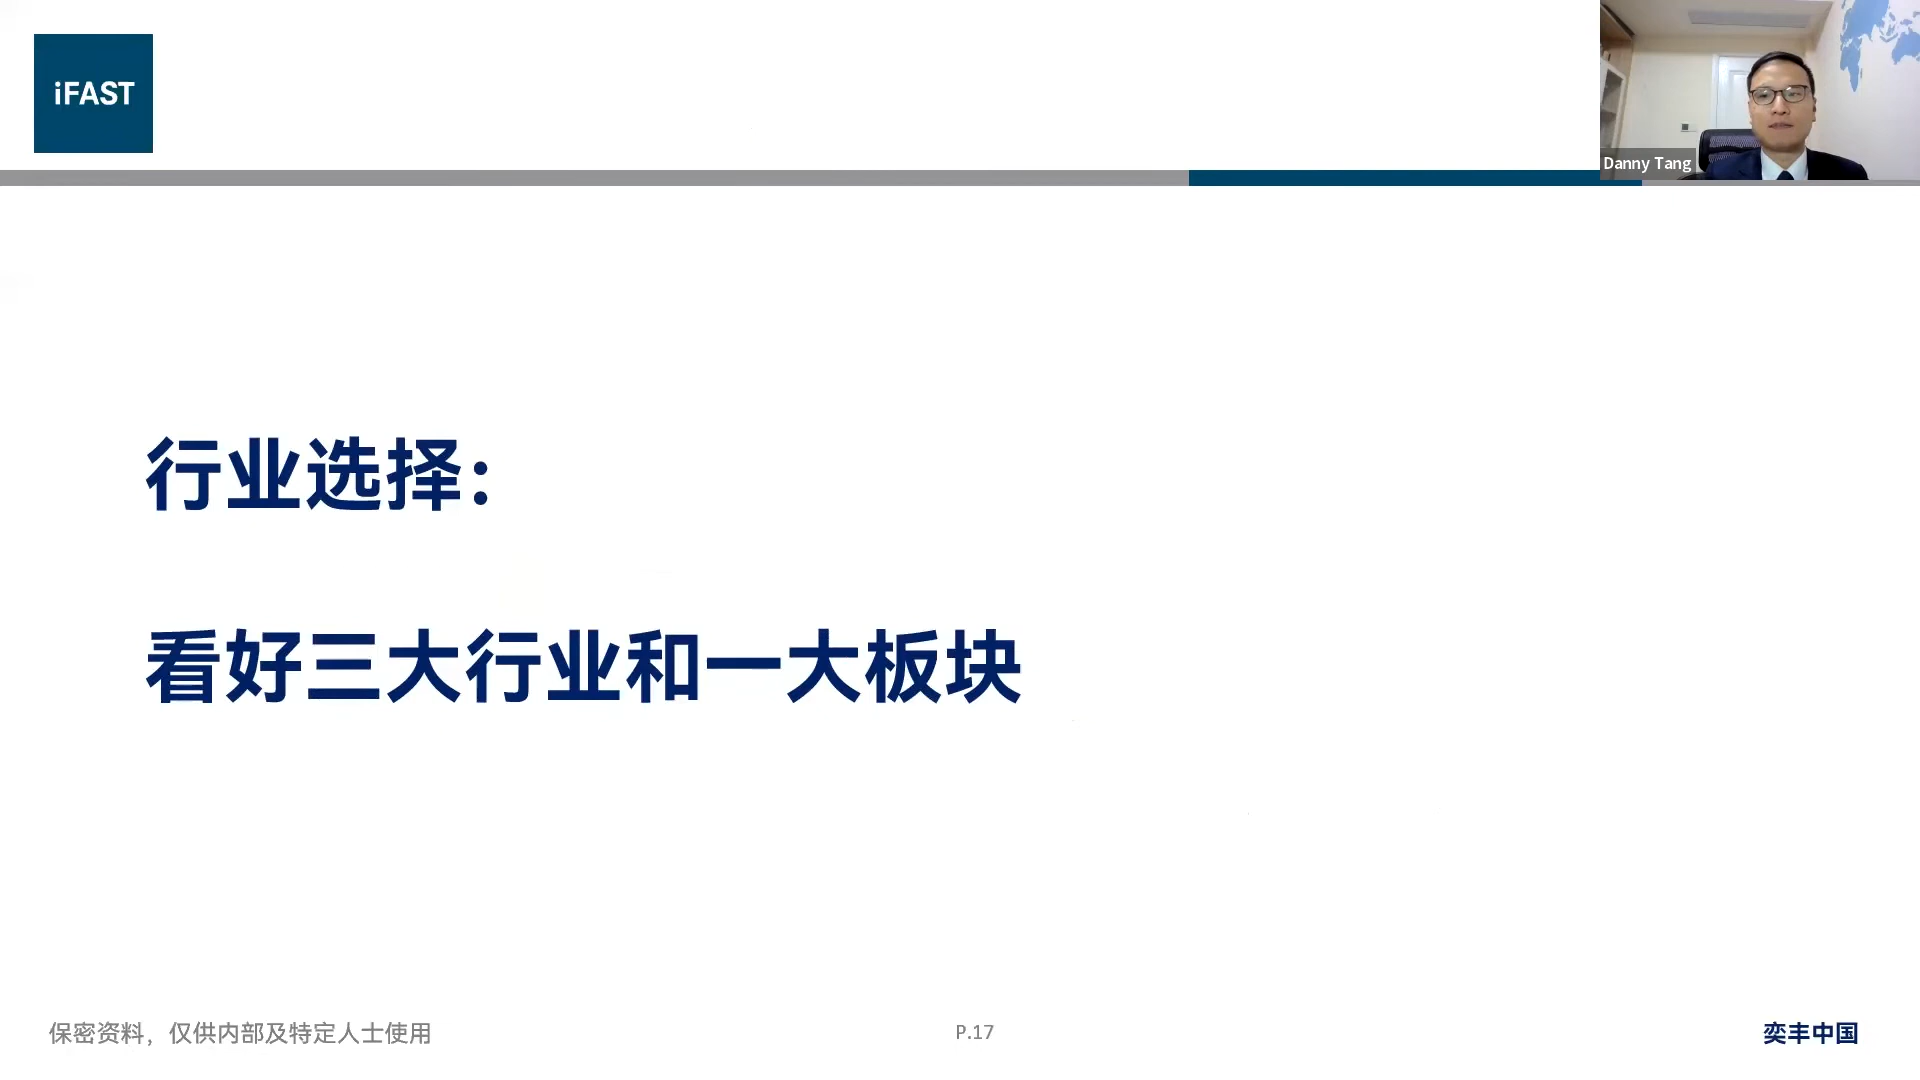 iFAST
Danny Tang
行业选择：
看好三大行业和一大板块
保密资料，仅供内部及特定人士使用
P.17
奕丰中国